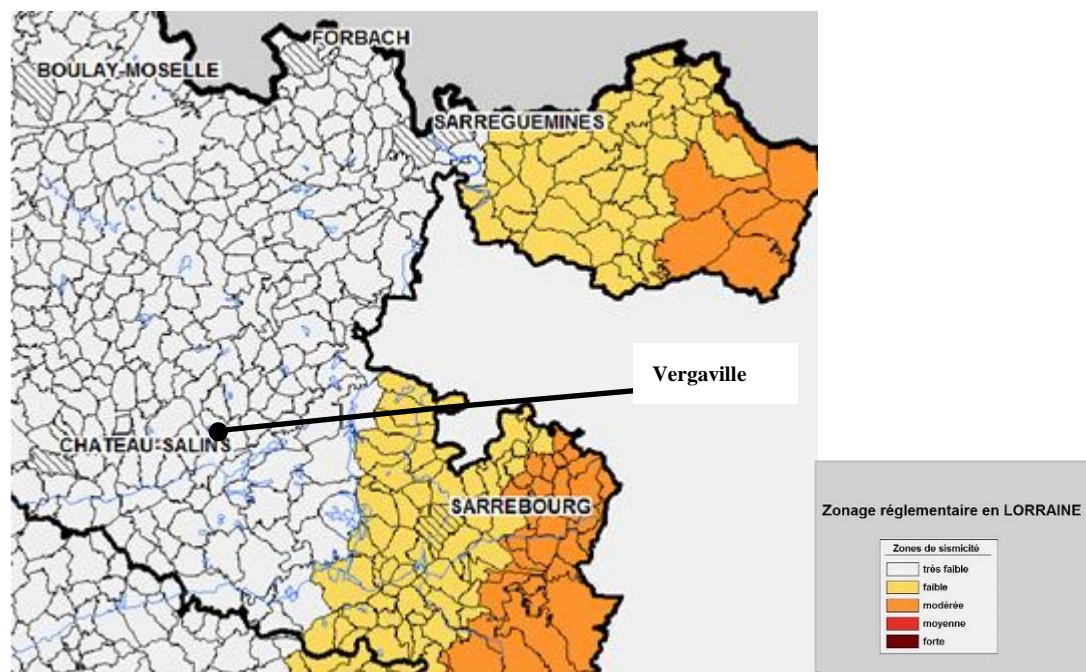 FORBACH
BOULAY-MOSELLE
SARREGUEMINES
Vergaville
CHATEAU-SALINS
SARREBOURG
Zonage réglementaire en LORRAINE
Zones de sismicité
très faible
faible
modérée
moyenne
forte